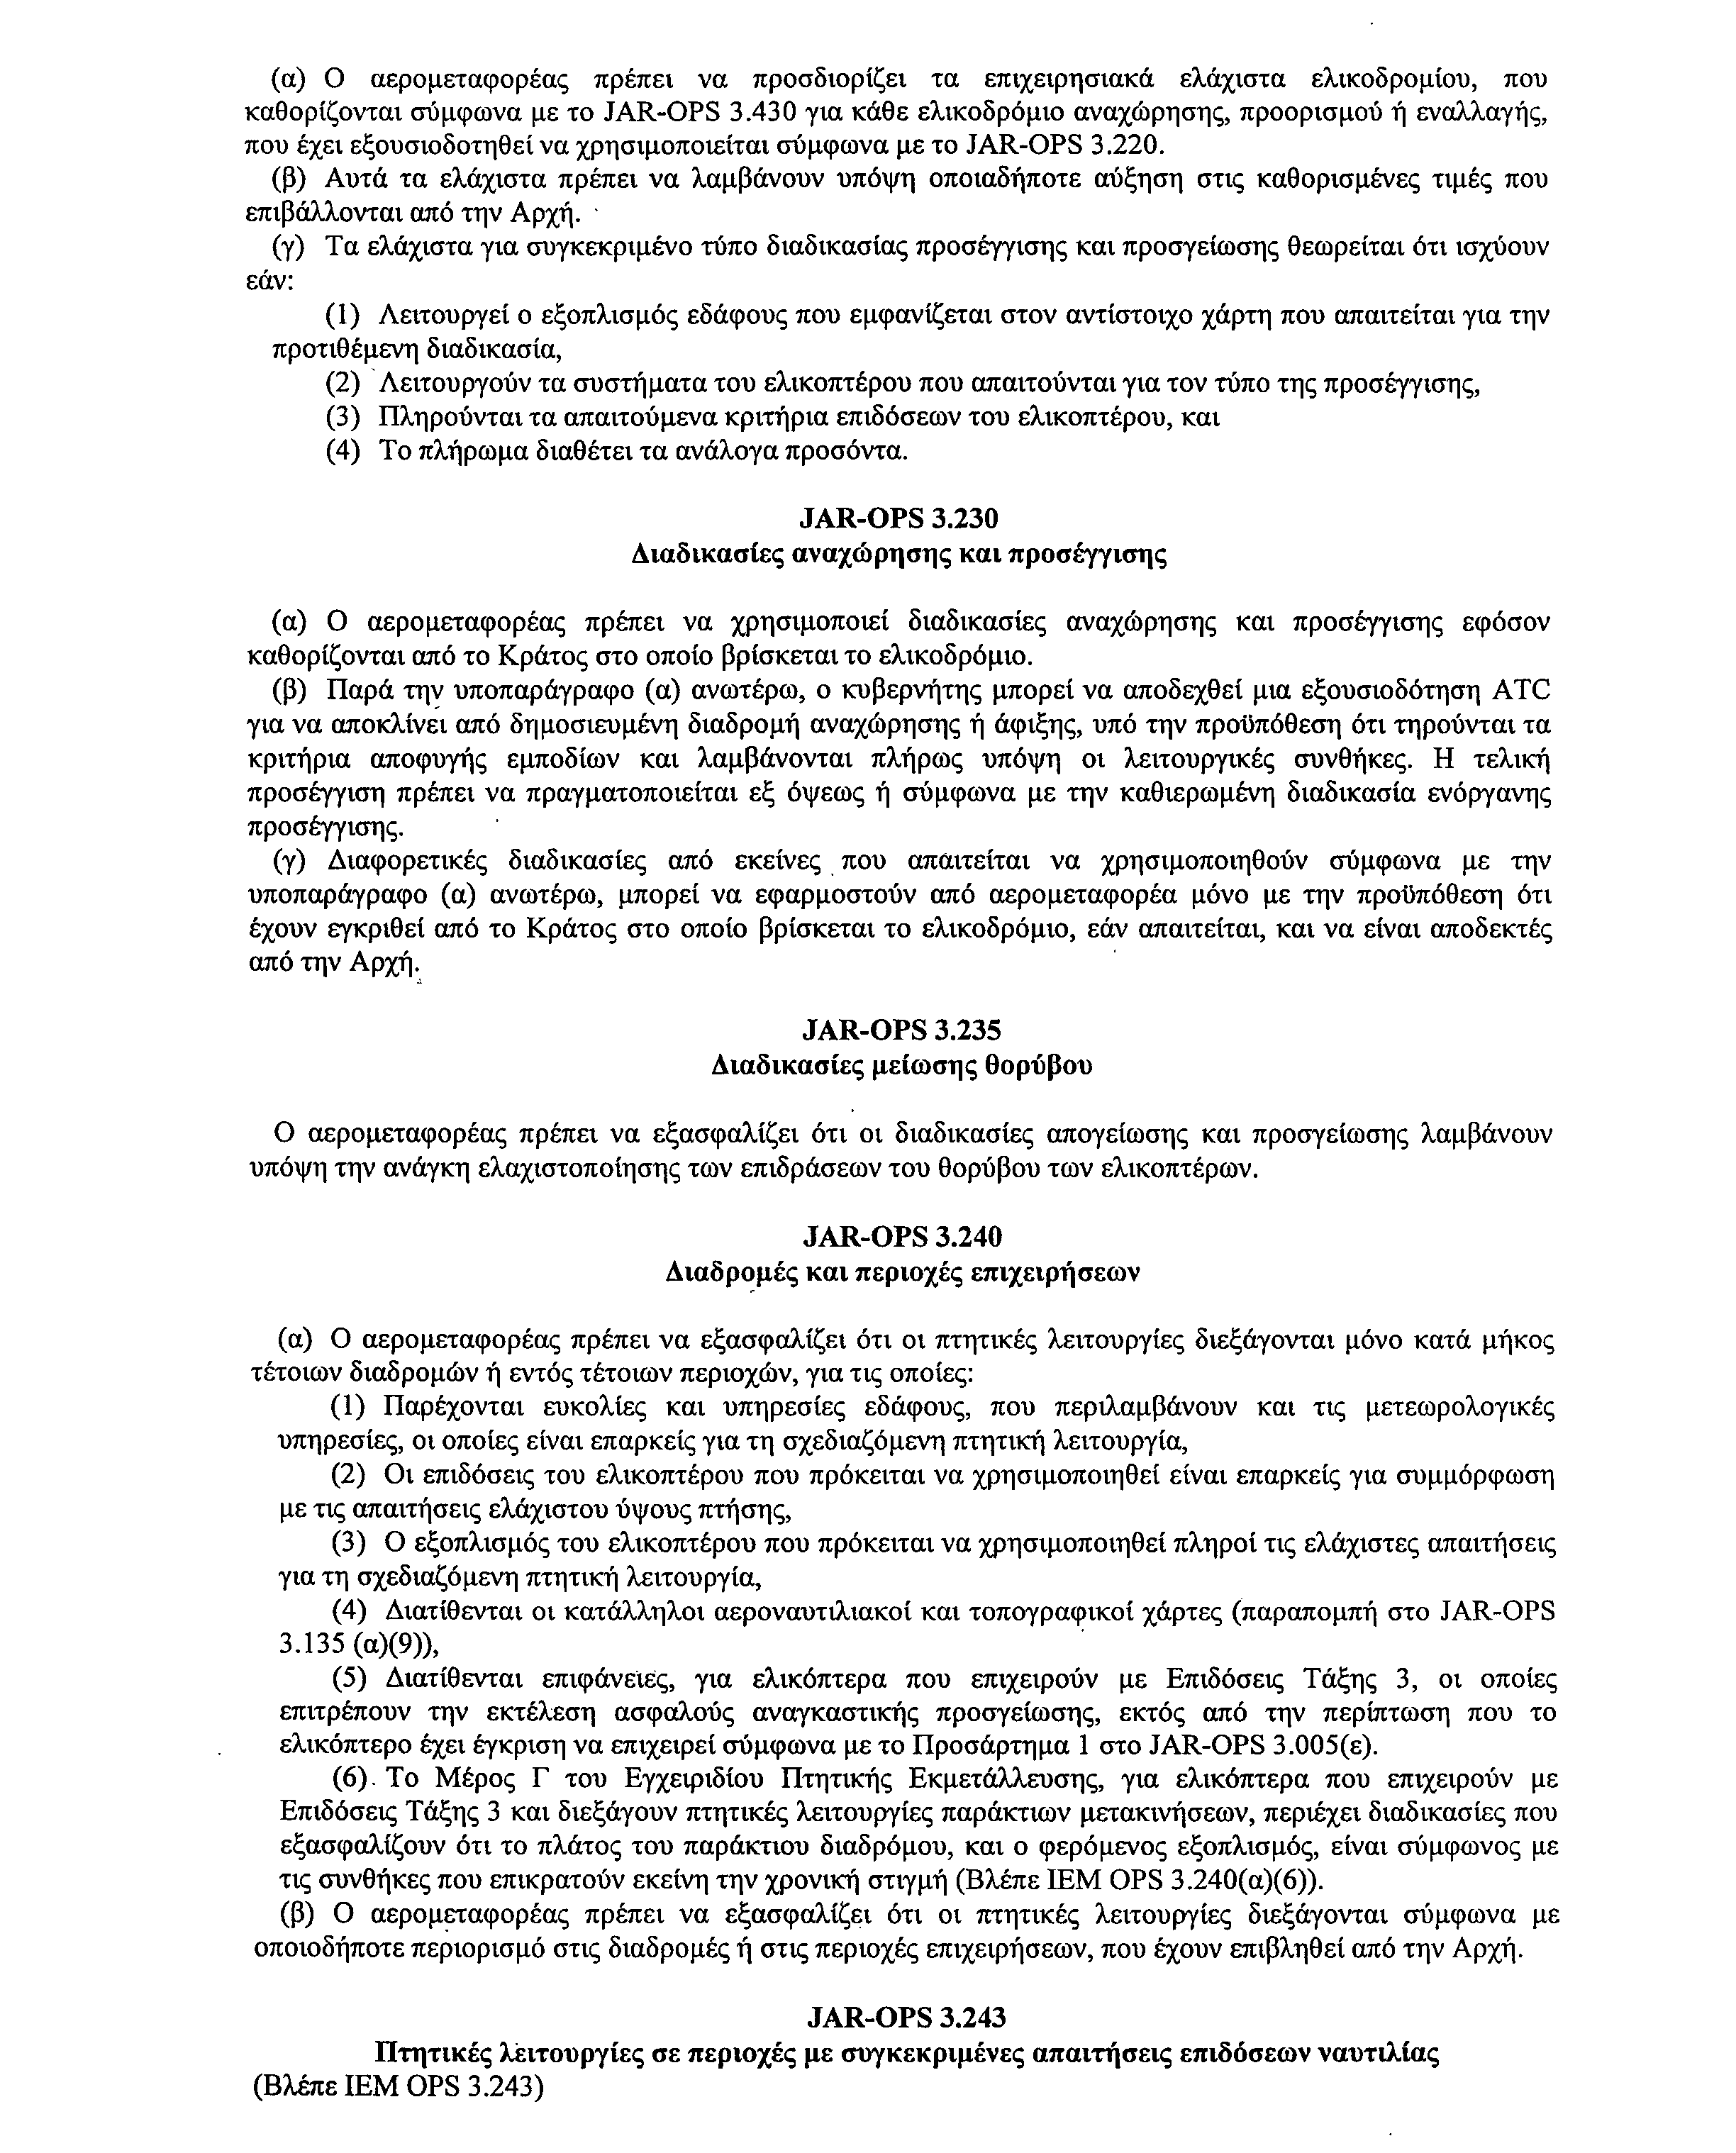 (α) Ο αερομεταφορέας πρέπει να προσδιορίζει τα επιχειρησιακά ελάχιστα ελικοδρομίου, που
καθορίζονται σύμφωνα με το JAR-OPS 3.430 για κάθε ελικοδρόμιο αναχώρησης, προορισμού ή εναλλαγής,
που έχει εξουσιοδοτηθεί να χρησιμοποιείται σύμφωνα με το JAR-OPS 3.220.
(β) Αυτά τα ελάχιστα πρέπει να λαμβάνουν υπόψη οποιαδήποτε αύξηση στις καθορισμένες τιμές που
επιβάλλονται από την Αρχή.
(γ) Τα ελάχιστα για συγκεκριμένο τύπο διαδικασίας προσέγγισης και προσγείωσης θεωρείται ότι ισχύουν
εάν:
(1) Λειτουργεί ο εξοπλισμός εδάφους που εμφανίζεται στον αντίστοιχο χάρτη που απαιτείται για την
προτιθέμενη διαδικασία,
(2) Λειτουργούν τα συστήματα του ελικοπτέρου που απαιτούνται για τον τύπο της προσέγγισης,
(3) Πληρούνται τα απαιτούμενα κριτήρια επιδόσεων του ελικοπτέρου, και
(4) Το πλήρωμα διαθέτει τα ανάλογα προσόντα.
JAR-OPS 3.230
Διαδικασίες αναχώρησης και προσέγγισης
(α) Ο αερομεταφορέας πρέπει να χρησιμοποιεί διαδικασίες αναχώρησης και προσέγγισης εφόσον
καθορίζονται από το Κράτος στο οποίο βρίσκεται το ελικοδρόμιο.
(β) Παρά την υποπαράγραφο (α) ανωτέρω, ο κυβερνήτης μπορεί να αποδεχθεί μια εξουσιοδότηση ATC
για να αποκλίνει από δημοσιευμένη διαδρομή αναχώρησης ή άφιξης, υπό την προϋπόθεση ότι τηρούνται τα
κριτήρια αποφυγής εμποδίων και λαμβάνονται πλήρως υπόψη οι λειτουργικές συνθήκες. Η τελική
προσέγγιση πρέπει να πραγματοποιείται εξ όψεως ή σύμφωνα με την καθιερωμένη διαδικασία ενόργανης
προσέγγισης.
(γ) Διαφορετικές διαδικασίες από εκείνες που απαιτείται να χρησιμοποιηθούν σύμφωνα με την
υποπαράγραφο (α) ανωτέρω, μπορεί να εφαρμοστούν από αερομεταφορέα μόνο με την προϋπόθεση ότι
έχουν εγκριθεί από το Κράτος στο οποίο βρίσκεται το ελικοδρόμιο, εάν απαιτείται, και να είναι αποδεκτές
από την Αρχή.
JAR-OPS 3.235
Διαδικασίες μείωσης θορύβου
Ο αερομεταφορέας πρέπει να εξασφαλίζει ότι οι διαδικασίες απογείωσης και προσγείωσης λαμβάνουν
υπόψη την ανάγκη ελαχιστοποίησης των επιδράσεων του θορύβου των ελικοπτέρων.
JAR-OPS 3.240
Διαδρομές και περιοχές επιχειρήσεων
(α) Ο αερομεταφορέας πρέπει να εξασφαλίζει ότι οι πτητικές λειτουργίες διεξάγονται μόνο κατά μήκος
τέτοιων διαδρομών ή εντός τέτοιων περιοχών, για τις οποίες:
(1) Παρέχονται ευκολίες και υπηρεσίες εδάφους, που περιλαμβάνουν και τις μετεωρολογικές
υπηρεσίες, οι οποίες είναι επαρκείς για τη σχεδιαζόμενη πτητική λειτουργία,
(2) Οι επιδόσεις του ελικοπτέρου που πρόκειται να χρησιμοποιηθεί είναι επαρκείς για συμμόρφωση
με τις απαιτήσεις ελάχιστου ύψους πτήσης,
(3) Ο εξοπλισμός του ελικοπτέρου που πρόκειται να χρησιμοποιηθεί πληροί τις ελάχιστες απαιτήσεις
για τη σχεδιαζόμενη πτητική λειτουργία,
(4) Διατίθενται οι κατάλληλοι αεροναυτιλιακοί και τοπογραφικοί χάρτες (παραπομπή στο JAR-OPS
3.135 (α)(9)),
(5) Διατίθενται επιφάνειες, για ελικόπτερα που επιχειρούν με Επιδόσεις Τάξης 3, οι οποίες
επιτρέπουν την εκτέλεση ασφαλούς αναγκαστικής προσγείωσης, εκτός από την περίπτωση που το
ελικόπτερο έχει έγκριση να επιχειρεί σύμφωνα με το Προσάρτημα 1 στο JAR-OPS 3.005(ε).
(6) Το Μέρος Γ του Εγχειριδίου Πτητικής Εκμετάλλευσης, για ελικόπτερα που επιχειρούν με
Επιδόσεις Τάξης 3 και διεξάγουν πτητικές λειτουργίες παράκτιων μετακινήσεων, περιέχει διαδικασίες που
εξασφαλίζουν ότι το πλάτος του παράκτιου διαδρόμου, και ο φερόμενος εξοπλισμός, είναι σύμφωνος με
τις συνθήκες που επικρατούν εκείνη την χρονική στιγμή (Βλέπε IEM OPS 3.240(α)(6)).
(β) Ο αερομεταφορέας πρέπει να εξασφαλίζει ότι οι πτητικές λειτουργίες διεξάγονται σύμφωνα με
οποιοδήποτε περιορισμό στις διαδρομές ή στις περιοχές επιχειρήσεων, που έχουν επιβληθεί από την Αρχή.
JAR-OPS 3.243
Πτητικές λειτουργίες σε περιοχές με συγκεκριμένες απαιτήσεις επιδόσεων ναυτιλίας
(Βλέπε IEM OPS 3.243)